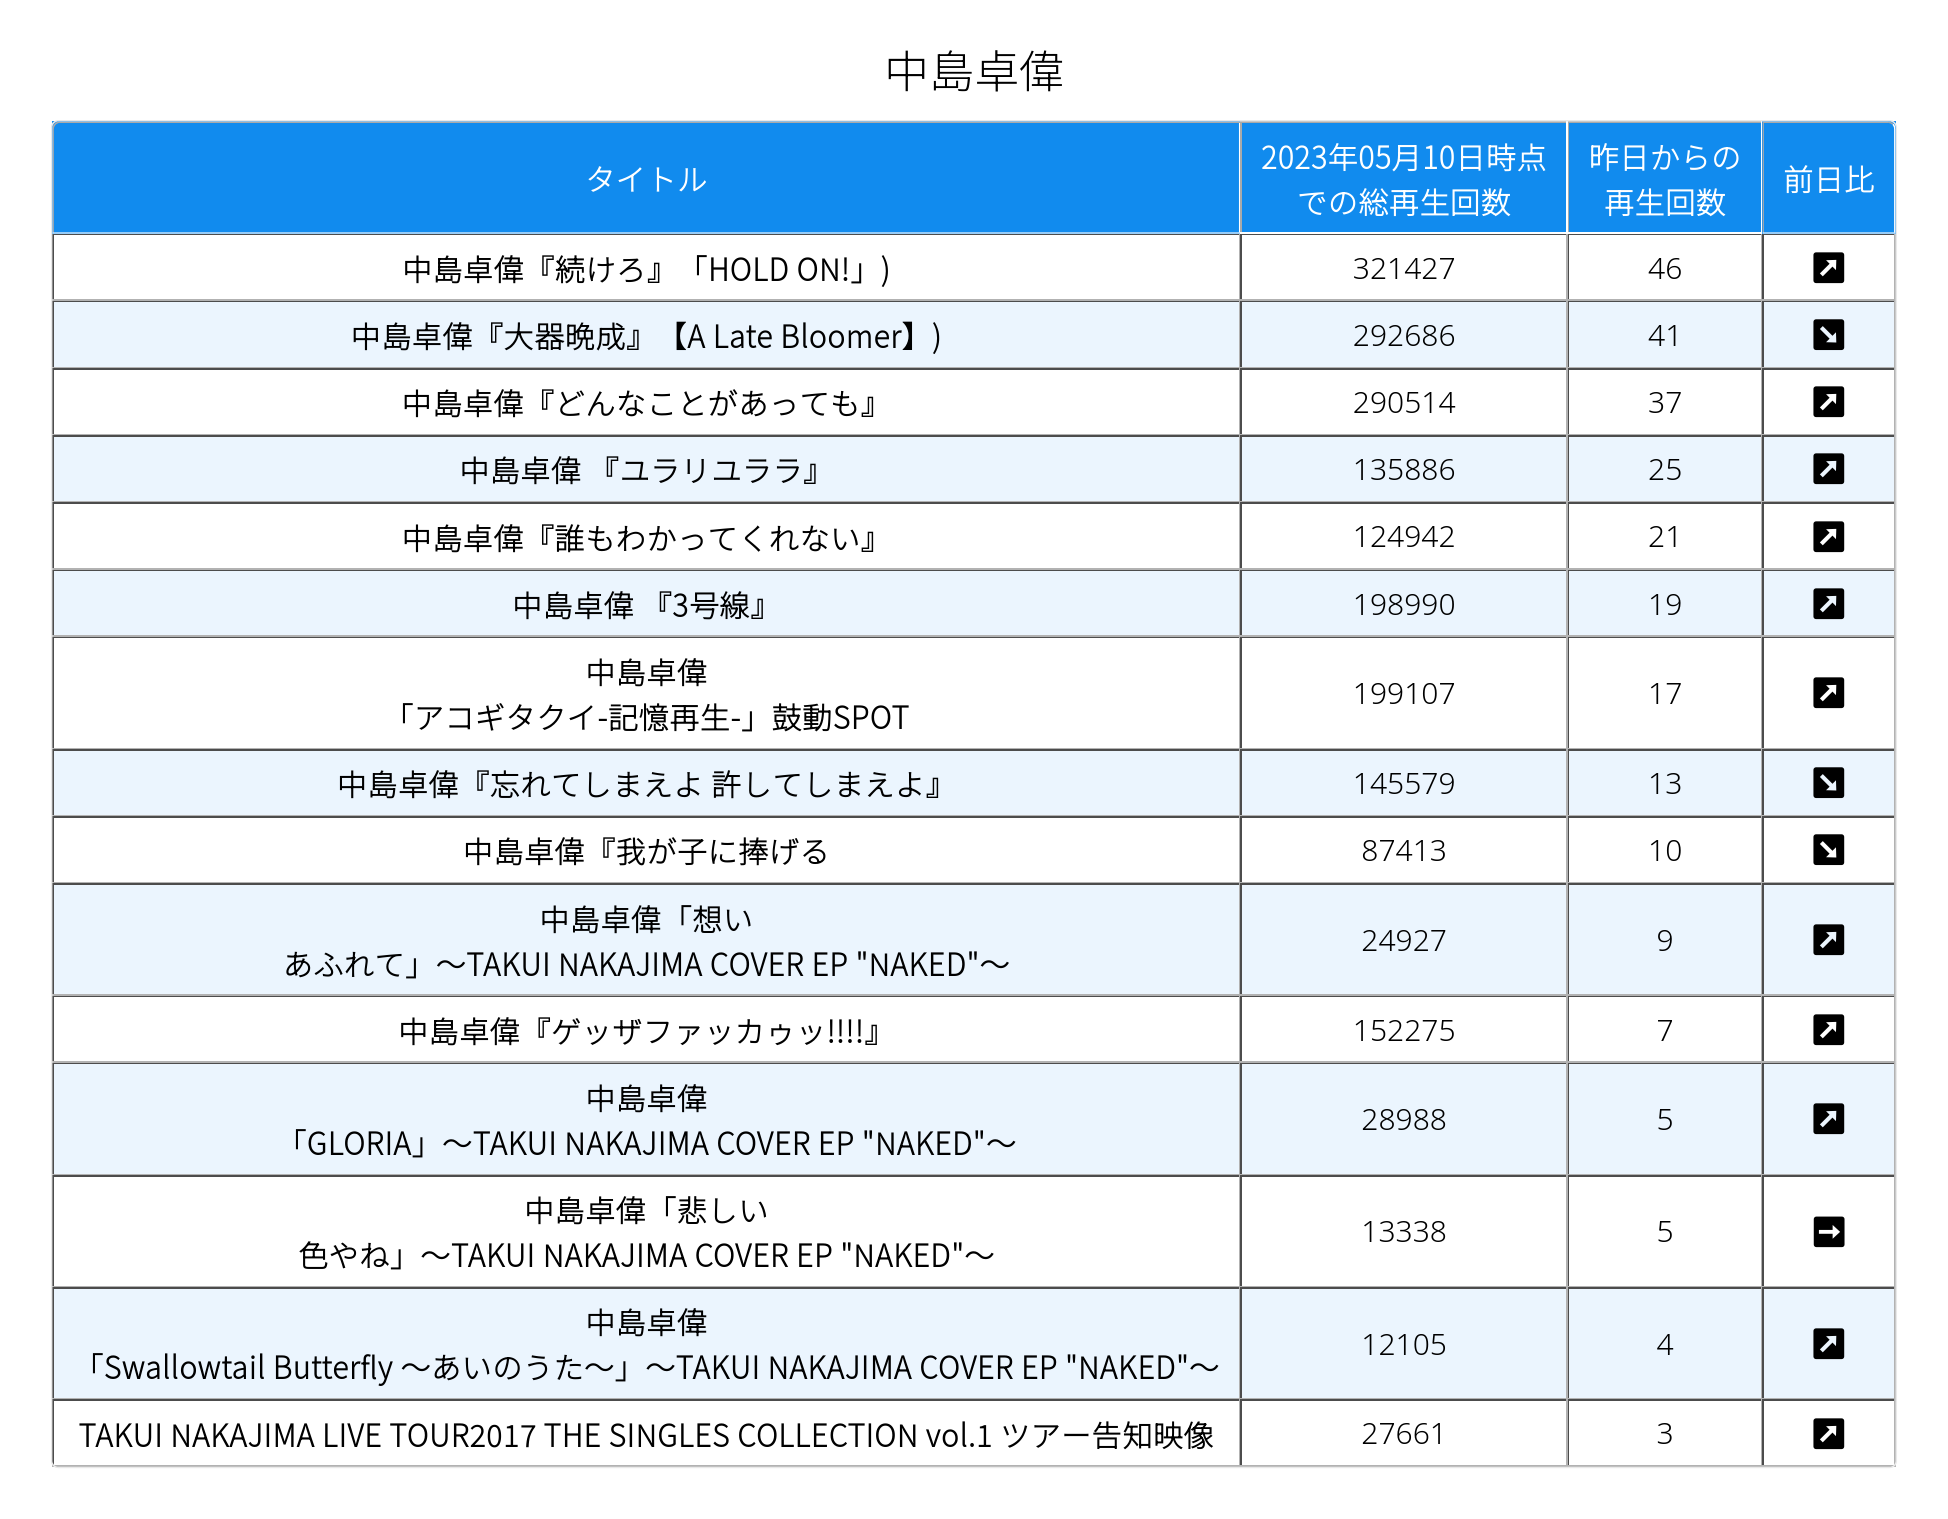 中島卓偉
タイトル
2023年05月10日時点
での総再生回数
昨日からの
再生回数
前日比
中島卓偉『続けろ』「HOLD ON!」) 321427 46
中島卓偉『大器晩成』【A Late Bloomer】) 292686 41
中島卓偉『どんなことがあっても』 290514 37
中島卓偉 『ユラリユララ』 135886 25
中島卓偉『誰もわかってくれない』 124942 21
中島卓偉 『3号線』 198990 19
中島卓偉
「アコギタクイ-記憶再生-」鼓動SPOT 199107 17
中島卓偉『忘れてしまえよ 許してしまえよ』 145579 13
中島卓偉『我が子に捧げる 87413 10
中島卓偉「想い
あふれて」〜TAKUI NAKAJIMA COVER EP "NAKED"〜 24927 9
中島卓偉『ゲッザファッカゥッ!!!!』 152275 7
中島卓偉
「GLORIA」〜TAKUI NAKAJIMA COVER EP "NAKED"〜 28988 5
中島卓偉「悲しい
色やね」〜TAKUI NAKAJIMA COVER EP "NAKED"〜 13338 5
中島卓偉
「Swallowtail Butterfly 〜あいのうた〜」〜TAKUI NAKAJIMA COVER EP "NAKED"〜 12105 4
TAKUI NAKAJIMA LIVE TOUR2017 THE SINGLES COLLECTION vol.1 ツアー告知映像 27661 3